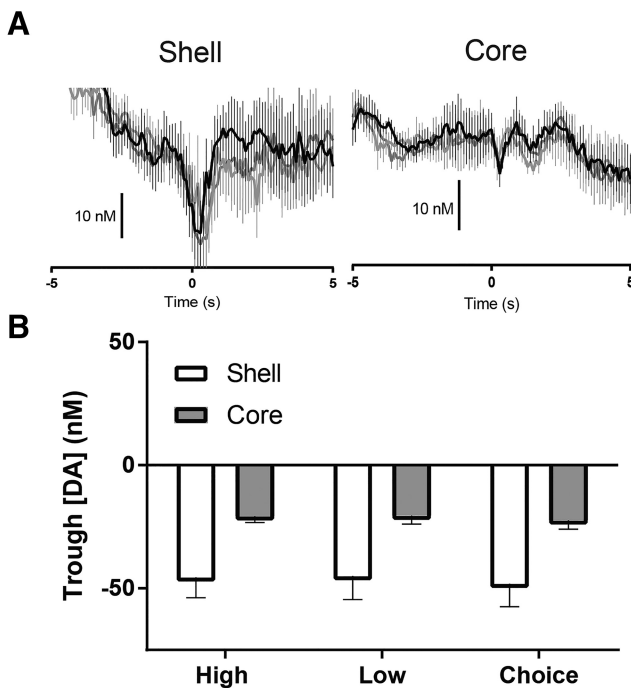 A
Shell
Core
10 nM
10 nM
-5
0
5
-5
0
5
Time (s)
Time (s)
B
50
Shell
Core
0
-50
Trough [DA] (nM)
High
Low
Choice